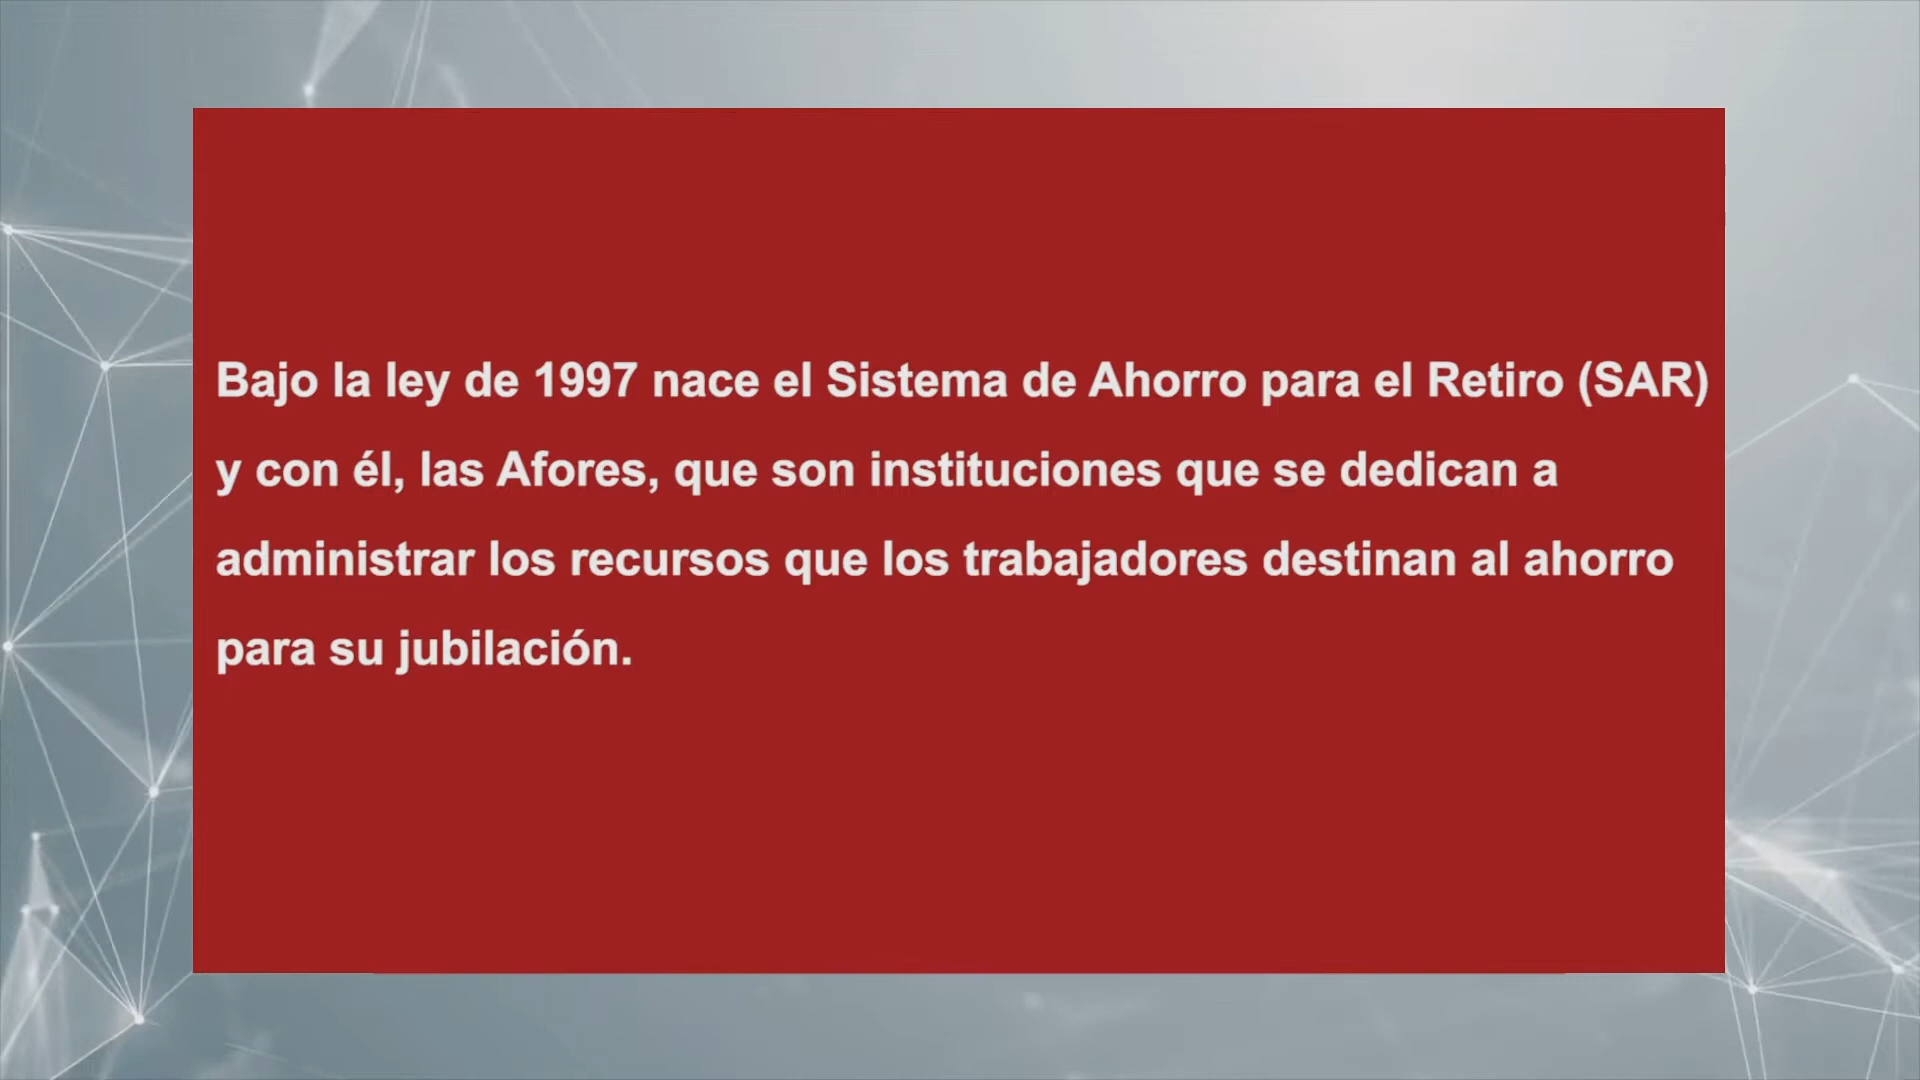 Bajo la ley de 1997 nace el Sistema de Ahorro para el Retiro (SAR)
y con él, las Afores, que son instituciones que se dedican a
administrar los recursos que los trabajadores destinan al ahorro
para su jubilación.